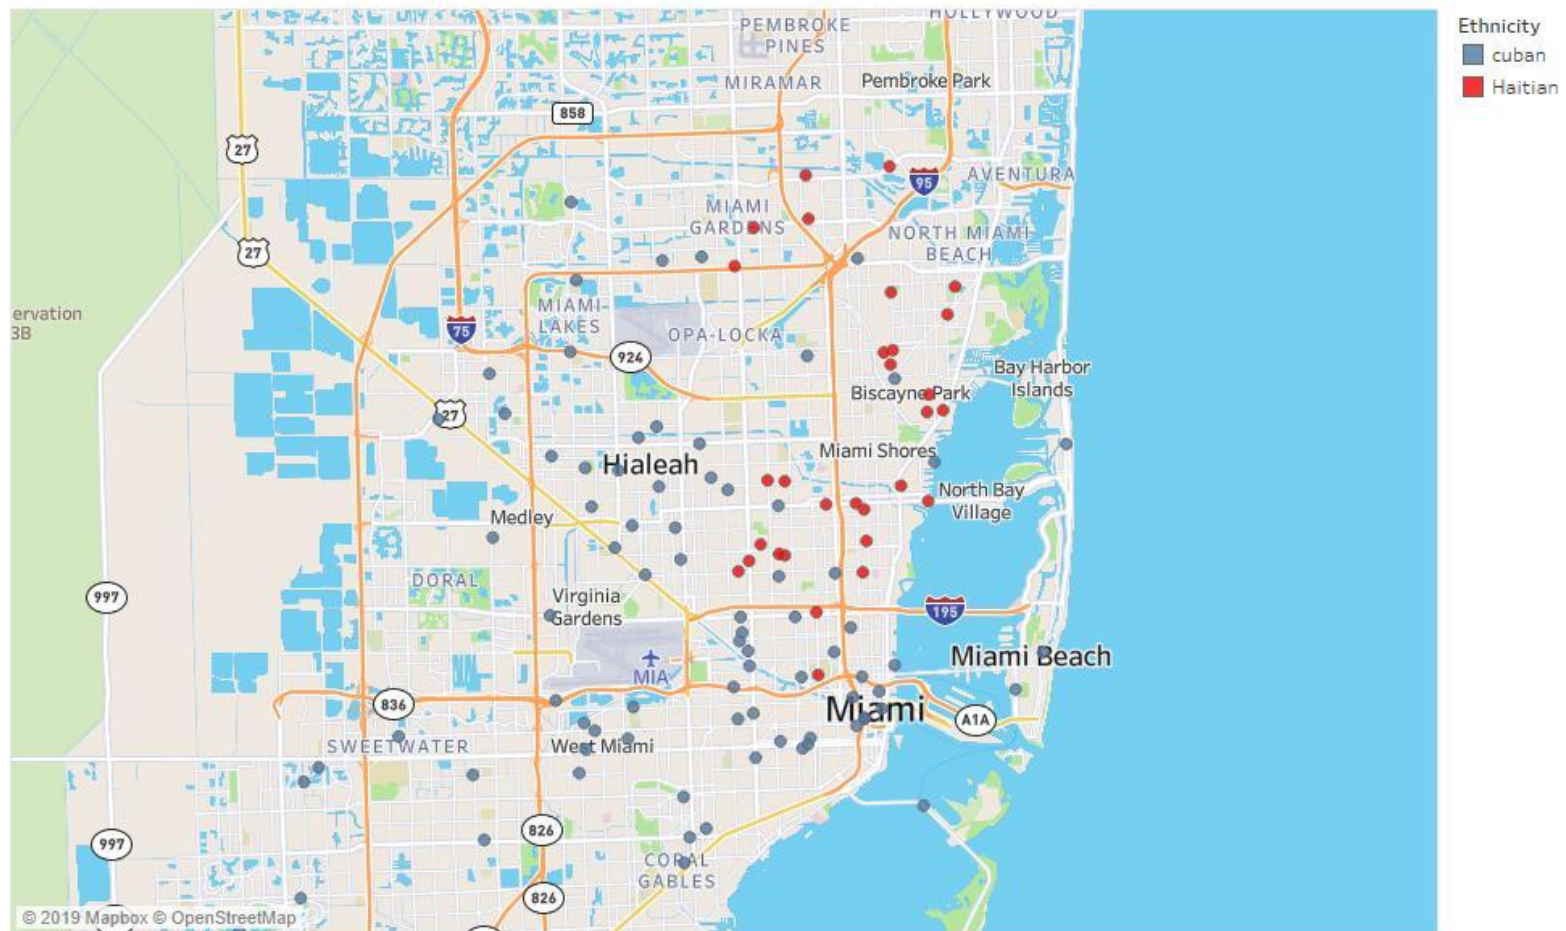 HOLLYWOOD
PEMBROKE
PINES
Ethnicity
cuban
Haitian
MIRAMAR
Pembroke Park
858
27
AVENTURA
95
MIAMI
GARDENS
27
NORTH MIAMI
BEACH
ervation
3B
MIAMI-
LAKES
75
OPA-LOCKA
924
Bay Harbor
Islands
Biscayne Park
27
Miami Shores
Hialeah
North Bay
Village
Medley
DORAL
997
Virginia
Gardens
195
MIA
Miami Beach
836
Miami
A1A
SWEETWATER
West Miami
826
997
CORAL
GABLES
826
© 2019 Mapbox © OpenStreetMap